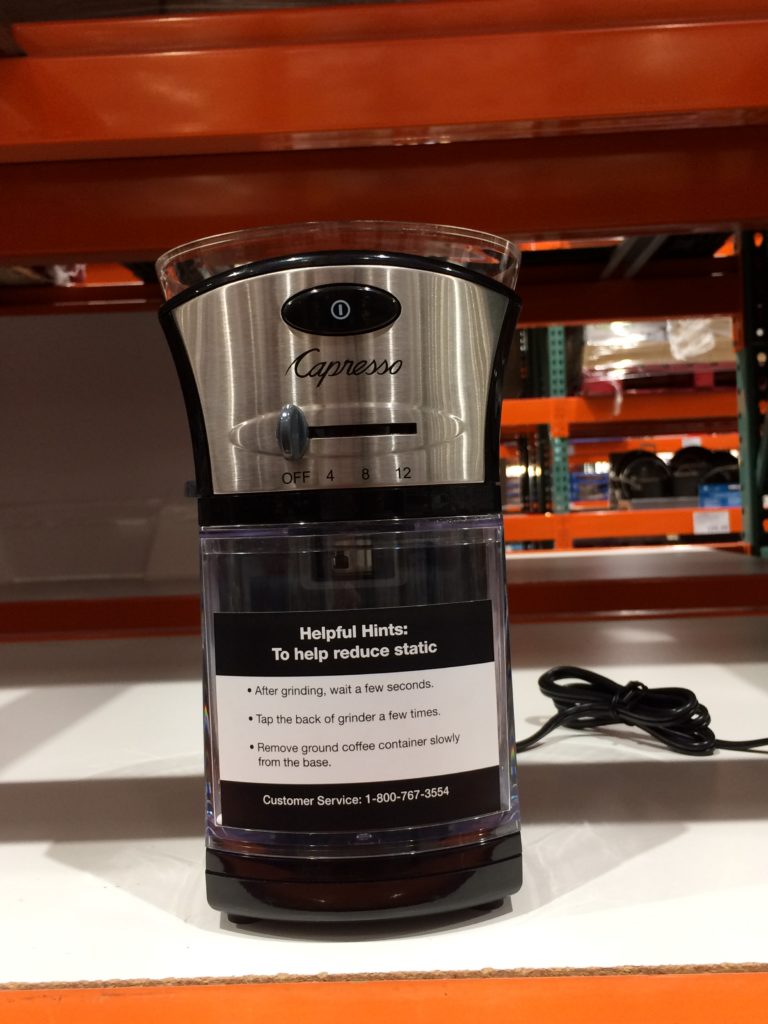 Capresso
OFF 4 8 12
Helpful Hints:
To help reduce static
• After grinding, wait a few seconds.
• Tap the back of grinder a few times.
• Remove ground coffee container slowly
from the base.
Customer Service: 1-800-767-3554